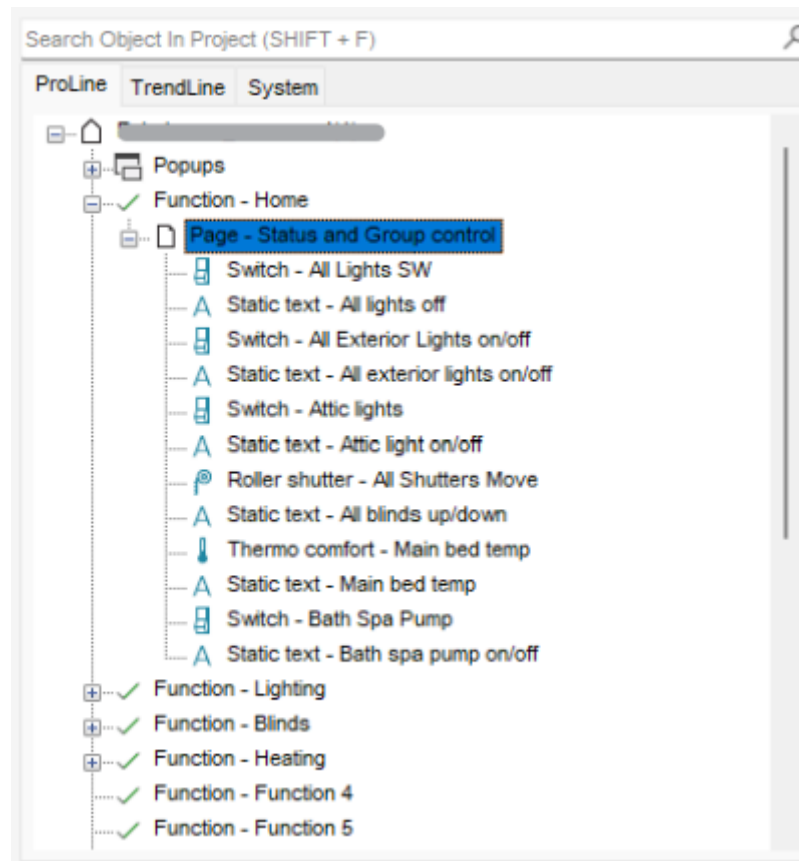 Search Object In Project (SHIFT + F)
ProLine TrendLine System
Popups
Function - Home
Page - Status and Group control
Switch - All Lights SW
Static text - All lights off
Switch - All Exterior Lights on/off
Static text - All exterior lights on/off
Switch - Attic lights
Static text - Attic light on/off
Roller shutter - All Shutters Move
Static text - All blinds up/down
Thermo comfort - Main bed temp
Static text - Main bed temp
Switch - Bath Spa Pump
Static text - Bath spa pump on/off
Function - Lighting
Function - Blinds
Function - Heating
Function - Function 4
Function - Function 5